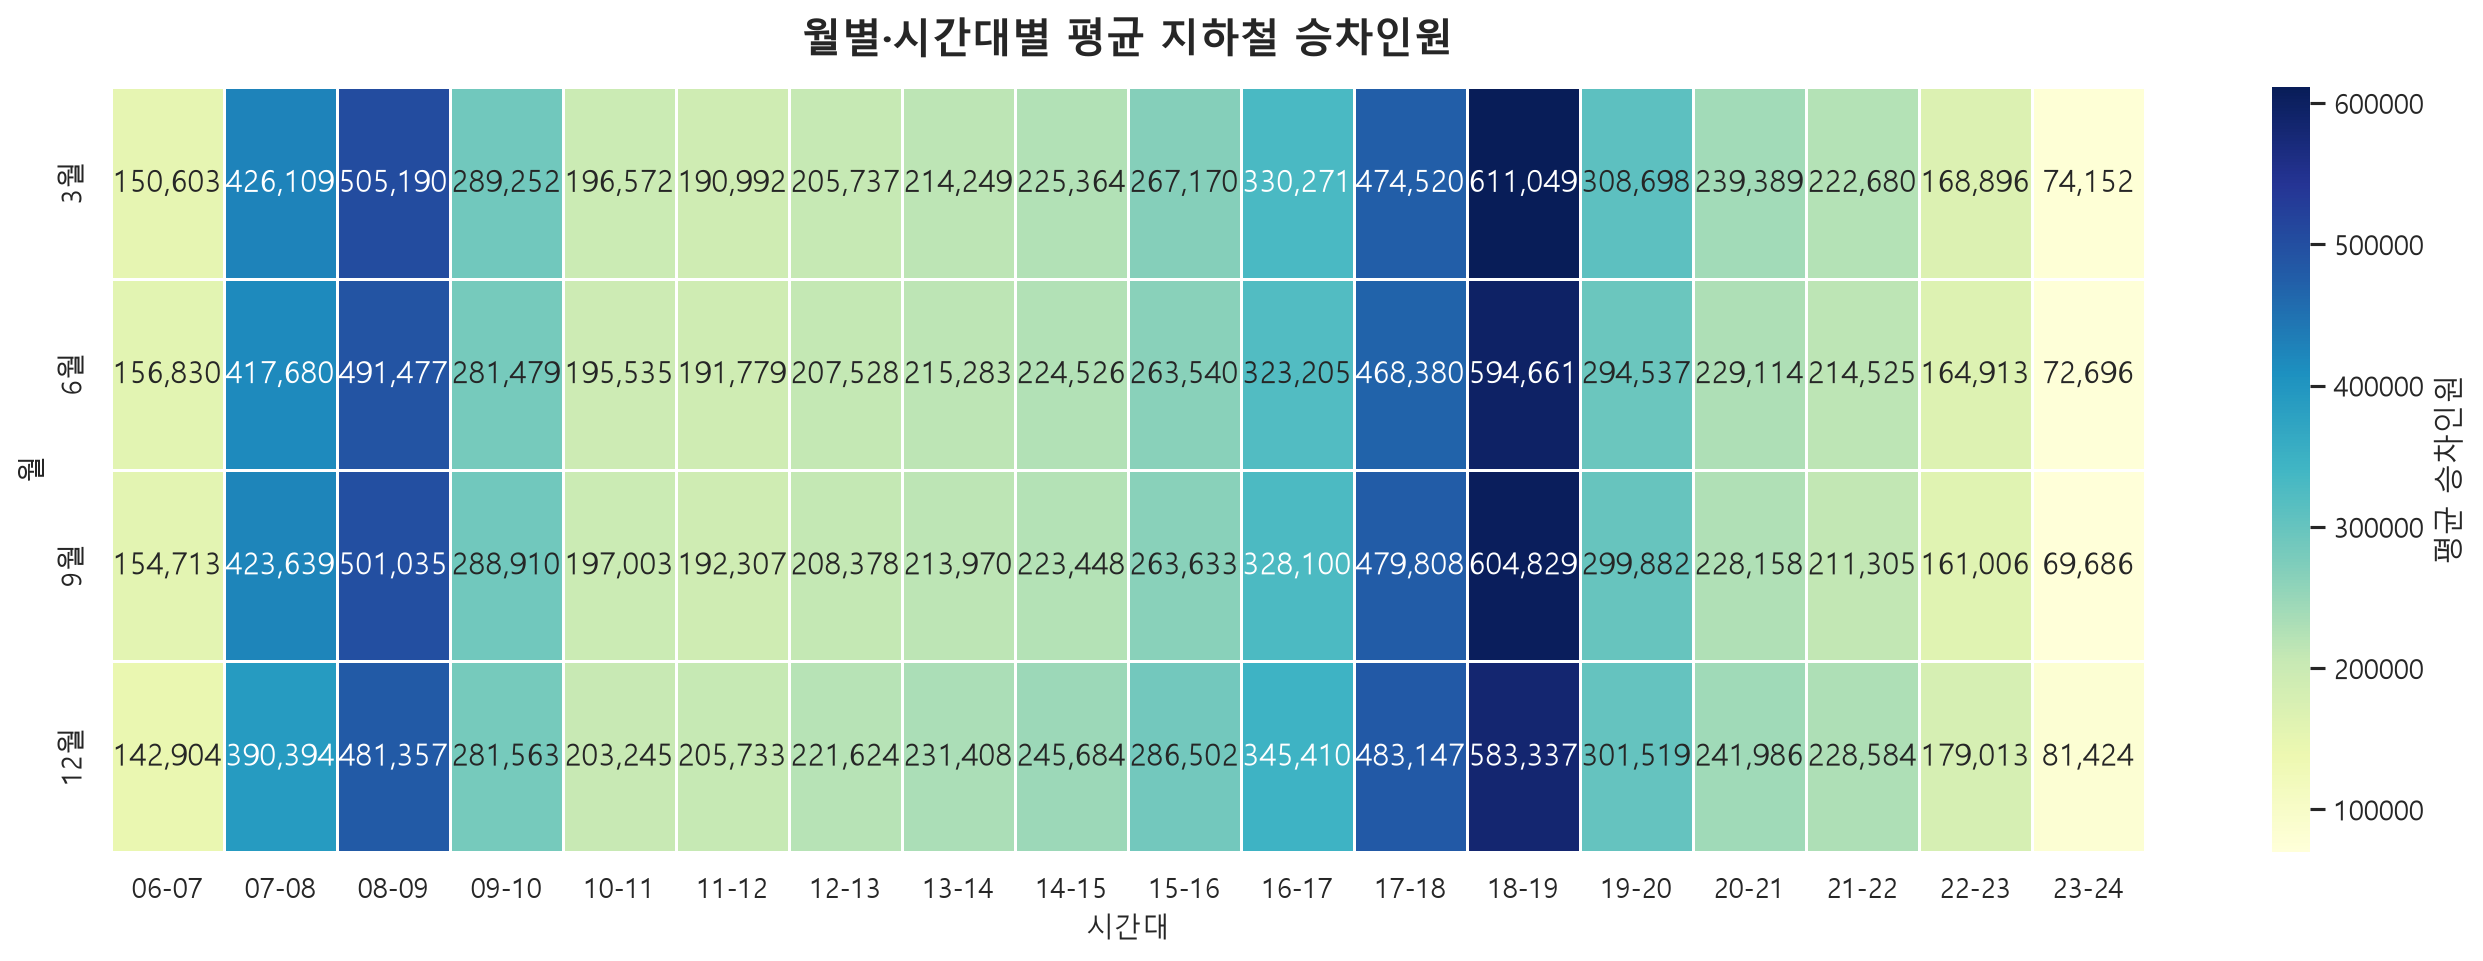 월별·시간대별 평균 지하철 승차인원
3월 150,603 426,109 505,190 289,252 196,572 190,992 205,737 214,249 225,364 267,170 330,271 474,520 611,049 308,698 239,389 222,680 168,896 74,152
6월 156,830 417,680 491,477 281,479 195,535 191,779 207,528 215,283 224,526 263,540 323,205 468,380 594,661 294,537 229,114 214,525 164,913 72,696
9월 154,713 423,639 501,035 288,910 197,003 192,307 208,378 213,970 223,448 263,633 328,100 479,808 604,829 299,882 228,158 211,305 161,006 69,686
12월 142,904 390,394 481,357 281,563 203,245 205,733 221,624 231,408 245,684 286,502 345,410 483,147 583,337 301,519 241,986 228,584 179,013 81,424
월
06-07 07-08 08-09 09-10 10-11 11-12 12-13 13-14 14-15 15-16 16-17 17-18 18-19 19-20 20-21 21-22 22-23 23-24
시간대
600000
500000
400000
300000
200000
100000
평균 승차인원